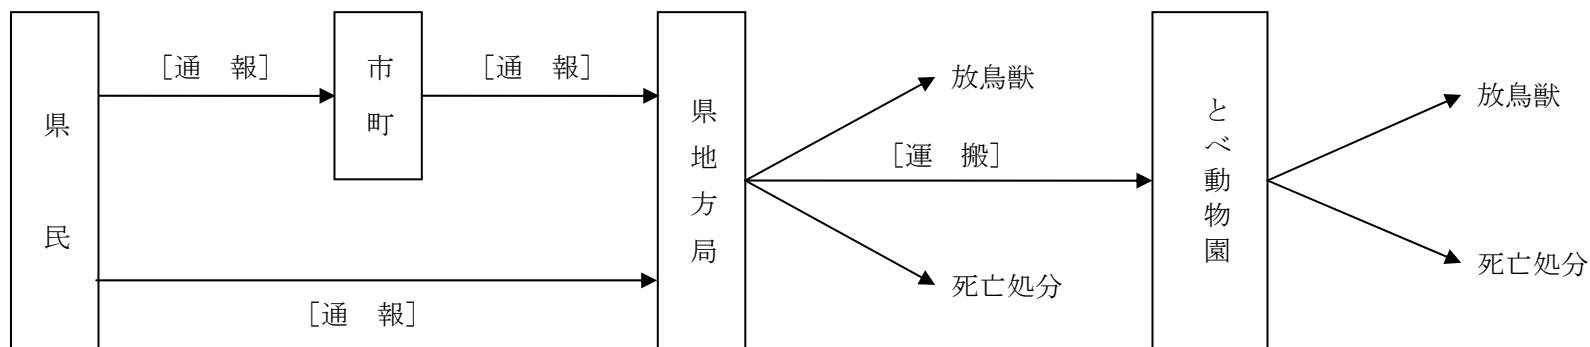 県民
［通　報］
市町
［通　報］
［通　報］
県地方局
放鳥獣
［運　搬］
死亡処分
とべ動物園
放鳥獣
死亡処分